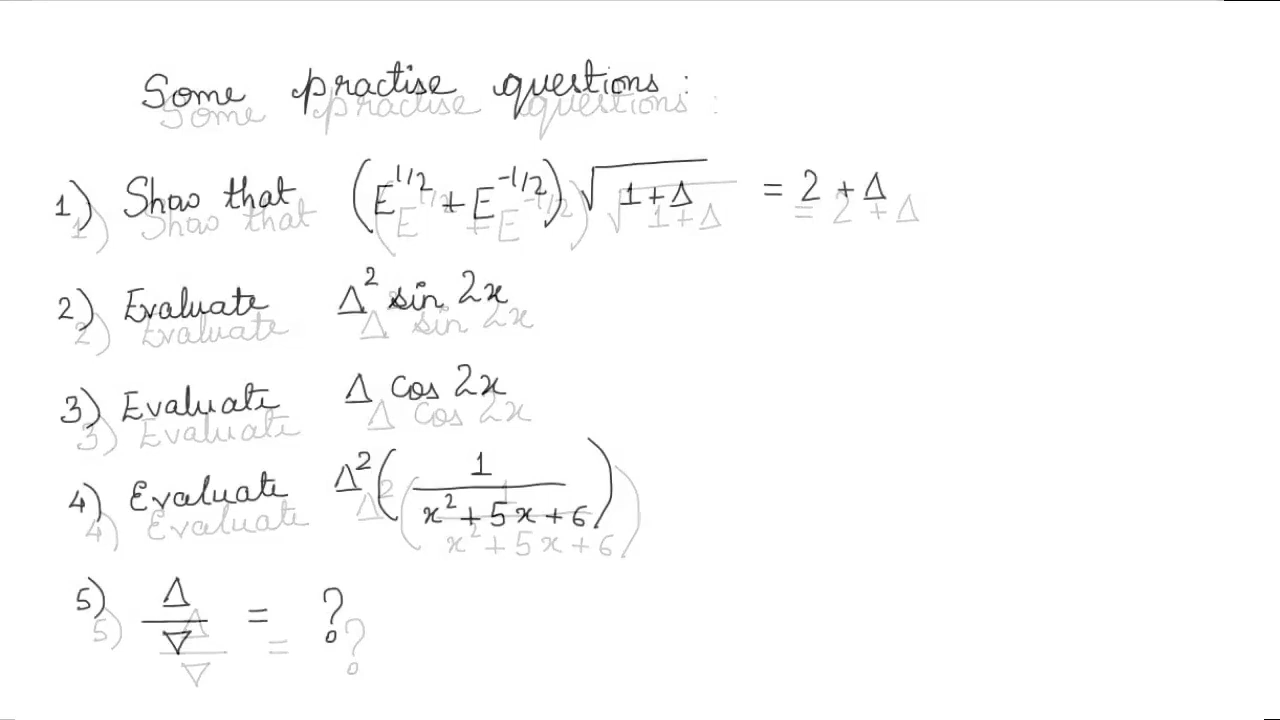 Some practise questions :
1) Show that (E^1/2 + E^-1/2) √1+Δ = 2 + Δ
2) Evaluate Δ² sin 2x
3) Evaluate Δ cos 2x
4) Evaluate Δ² (1 / x² + 5x + 6)
5) Δ / ∇ = ?